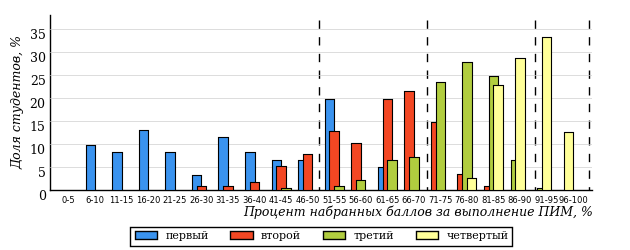 Доля студентов, %
35
30
25
20
15
10
5
0
0-5 6-10 11-15 16-20 21-25 26-30 31-35 36-40 41-45 46-50 51-55 56-60 61-65 66-70 71-75 76-80 81-85 86-90 91-95 96-100
Процент набранных баллов за выполнение ПИМ, %
первый второй третий четвертый